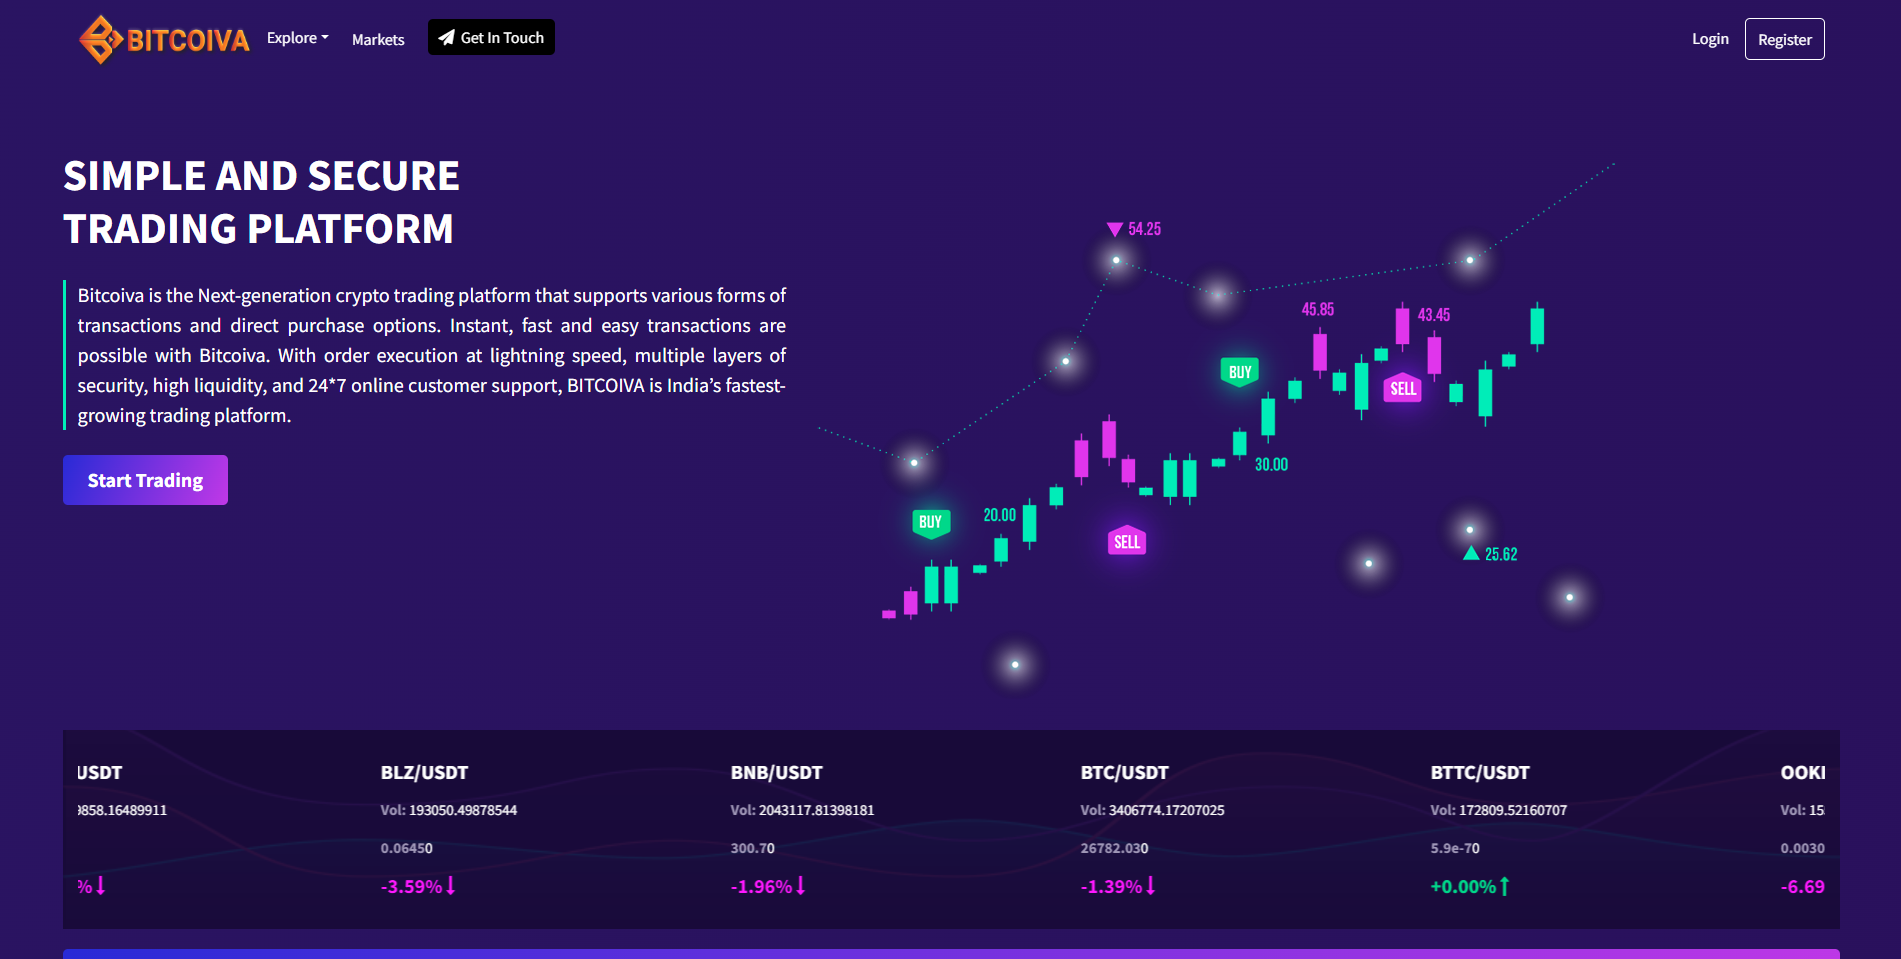 BITCOIVA
Explore
Markets
Get In Touch
Login
Register
SIMPLE AND SECURE
TRADING PLATFORM
Bitcoiva is the Next-generation crypto trading platform that supports various forms of
transactions and direct purchase options. Instant, fast and easy transactions are
possible with Bitcoiva. With order execution at lightning speed, multiple layers of
security, high liquidity, and 24*7 online customer support, BITCOIVA is India’s fastest-
growing trading platform.
Start Trading
54.25
45.85
43.45
BUY
SELL
30.00
20.00
BUY
SELL
25.62
USDT
858.16489911
%
BLZ/USDT
Vol: 193050.49878544
0.06450
-3.59%
BNB/USDT
Vol: 2043117.81398181
300.70
-1.96%
BTC/USDT
Vol: 3406774.17207025
26782.030
-1.39%
BTTC/USDT
Vol: 172809.52160707
5.9e-70
+0.00%
OOKI
Vol: 15
0.0030
-6.69